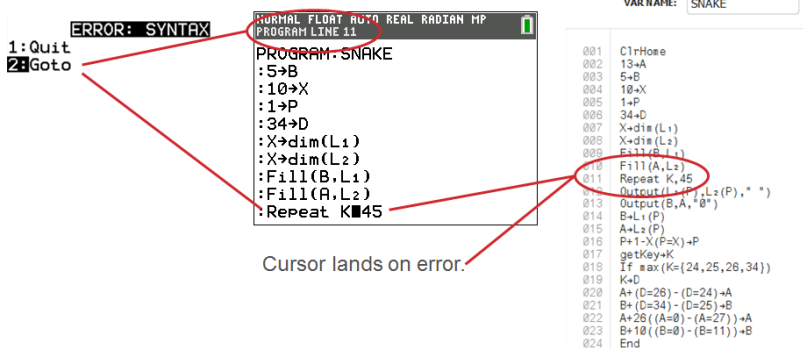 ERROR: SYNTAX
1:Quit
2:Goto
NORMAL FLOAT AUTO REAL RADIAN MP
PROGRAM LINE 11
PROGRAM:SNAKE
:5→B
:10→X
:1→P
:34→D
:X→dim(L₁)
:X→dim(L₂)
:Fill(B,L₁)
:Fill(A,L₂)
:Repeat K 45
Cursor lands on error.
VAR NAME: SNAKE
001 ClrHome
002 13→A
003 5→B
004 10→X
005 1→P
006 34→D
007 X→dim(L₁)
008 X→dim(L₂)
009 Fill(B,L₁)
010 Fill(A,L₂)
011 Repeat K,45
012 Output(L₁(P),L₂(P)," ")
013 Output(B,A,"0")
014 B→L₁(P)
015 A→L₂(P)
016 P+1-X(P=X)→P
017 getKey→K
018 If max(K={24,25,26,34})
019 K→D
020 A+(D=26)-(D=24)→A
021 B+(D=34)-(D=25)→B
022 A+26((A=0)-(A=27))→A
023 B+10((B=0)-(B=11))→B
024 End